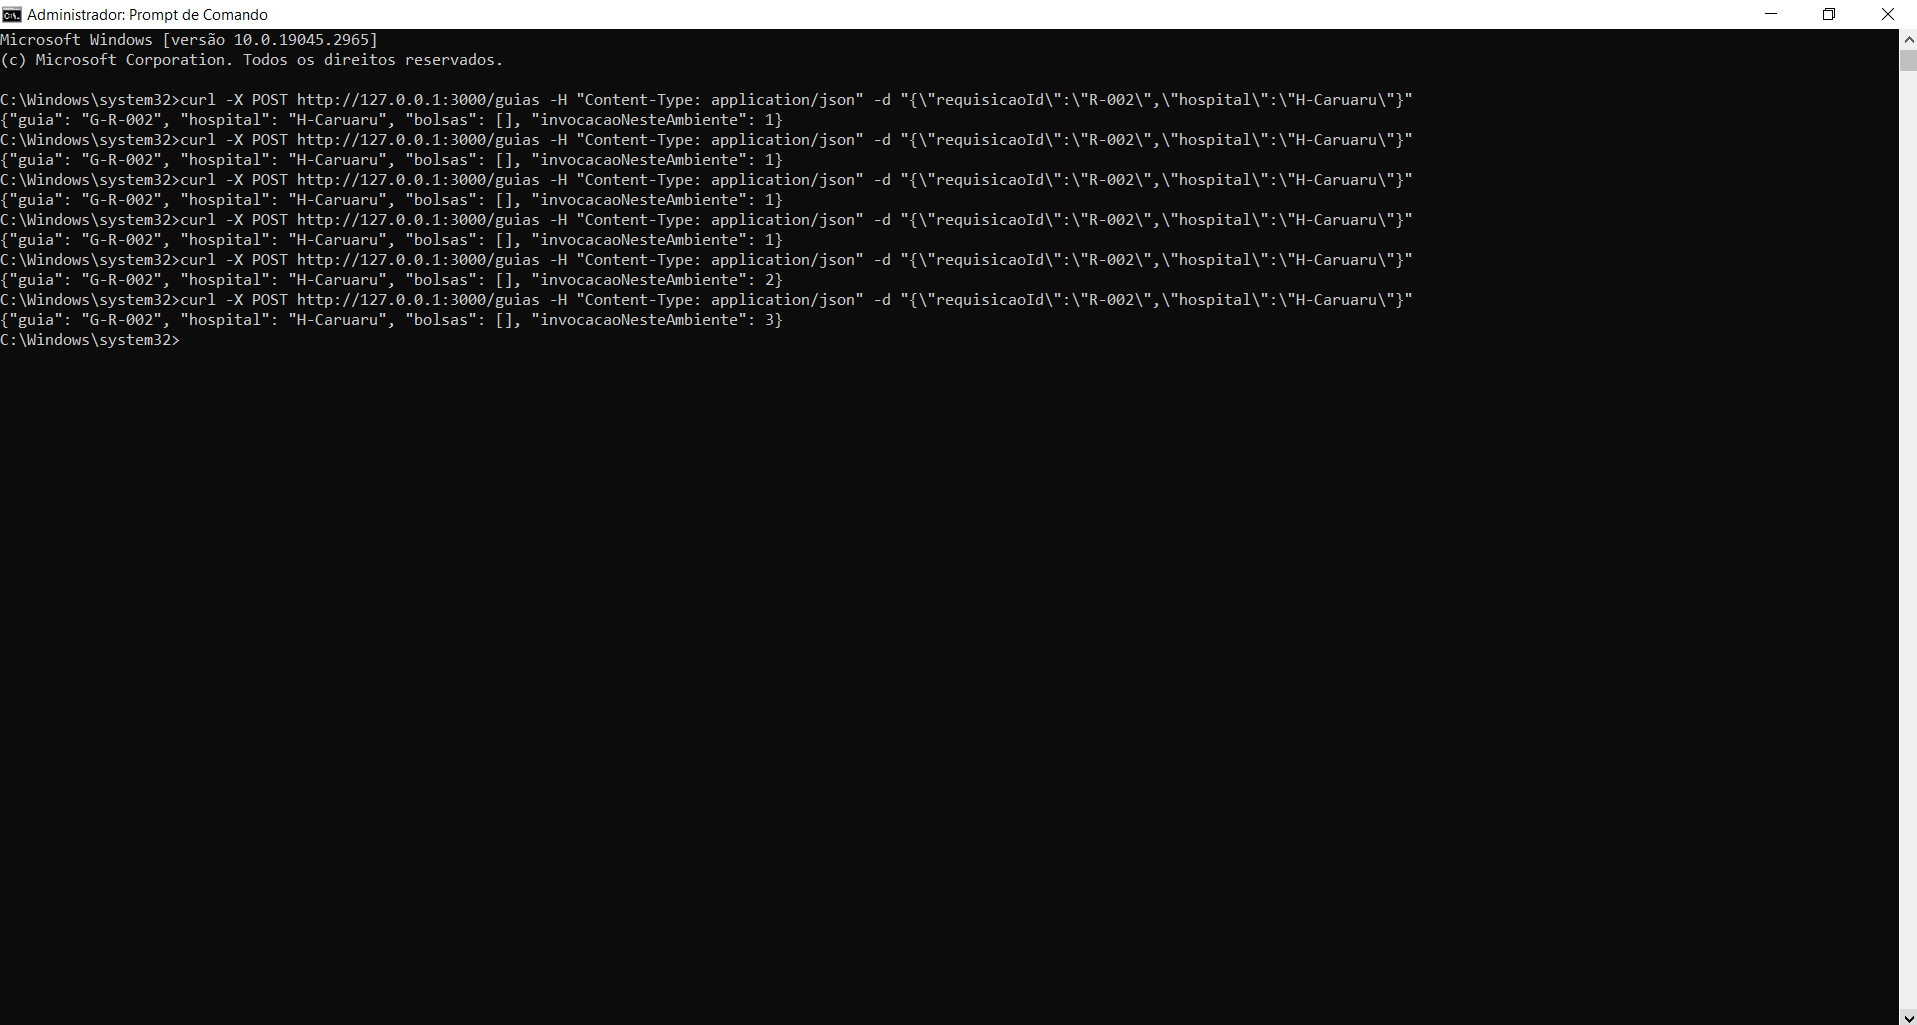 Administrador: Prompt de Comando
Microsoft Windows [versão 10.0.19045.2965]
(c) Microsoft Corporation. Todos os direitos reservados.
C:\Windows\system32>curl -X POST http://127.0.0.1:3000/guias -H "Content-Type: application/json" -d "{\"requisicaoId\":\"R-002\",\"hospital\":\"H-Caruaru\"}"
{"guia": "G-R-002", "hospital": "H-Caruaru", "bolsas": [], "invocacaoNesteAmbiente": 1}
C:\Windows\system32>curl -X POST http://127.0.0.1:3000/guias -H "Content-Type: application/json" -d "{\"requisicaoId\":\"R-002\",\"hospital\":\"H-Caruaru\"}"
{"guia": "G-R-002", "hospital": "H-Caruaru", "bolsas": [], "invocacaoNesteAmbiente": 1}
C:\Windows\system32>curl -X POST http://127.0.0.1:3000/guias -H "Content-Type: application/json" -d "{\"requisicaoId\":\"R-002\",\"hospital\":\"H-Caruaru\"}"
{"guia": "G-R-002", "hospital": "H-Caruaru", "bolsas": [], "invocacaoNesteAmbiente": 1}
C:\Windows\system32>curl -X POST http://127.0.0.1:3000/guias -H "Content-Type: application/json" -d "{\"requisicaoId\":\"R-002\",\"hospital\":\"H-Caruaru\"}"
{"guia": "G-R-002", "hospital": "H-Caruaru", "bolsas": [], "invocacaoNesteAmbiente": 1}
C:\Windows\system32>curl -X POST http://127.0.0.1:3000/guias -H "Content-Type: application/json" -d "{\"requisicaoId\":\"R-002\",\"hospital\":\"H-Caruaru\"}"
{"guia": "G-R-002", "hospital": "H-Caruaru", "bolsas": [], "invocacaoNesteAmbiente": 2}
C:\Windows\system32>curl -X POST http://127.0.0.1:3000/guias -H "Content-Type: application/json" -d "{\"requisicaoId\":\"R-002\",\"hospital\":\"H-Caruaru\"}"
{"guia": "G-R-002", "hospital": "H-Caruaru", "bolsas": [], "invocacaoNesteAmbiente": 3}
C:\Windows\system32>